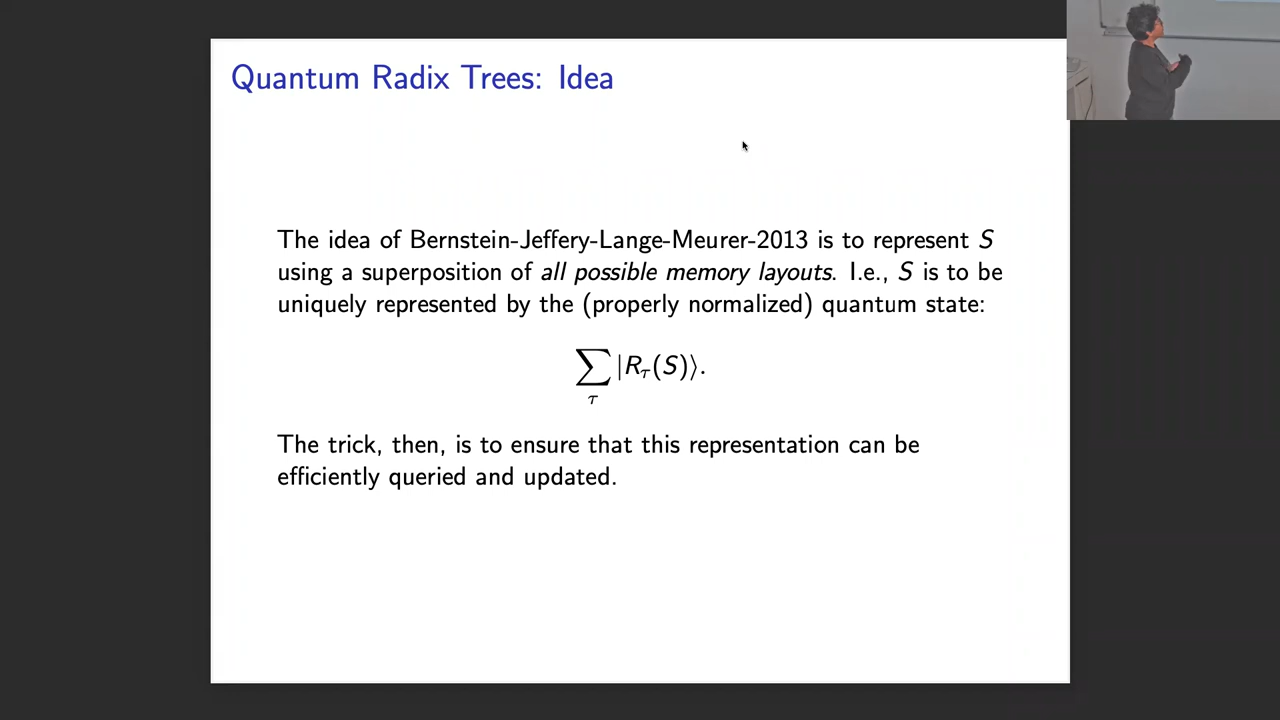 Quantum Radix Trees: Idea
The idea of Bernstein-Jeffery-Lange-Meurer-2013 is to represent S
using a superposition of all possible memory layouts. I.e., S is to be
uniquely represented by the (properly normalized) quantum state:
∑_τ |R_τ(S)⟩.
The trick, then, is to ensure that this representation can be
efficiently queried and updated.